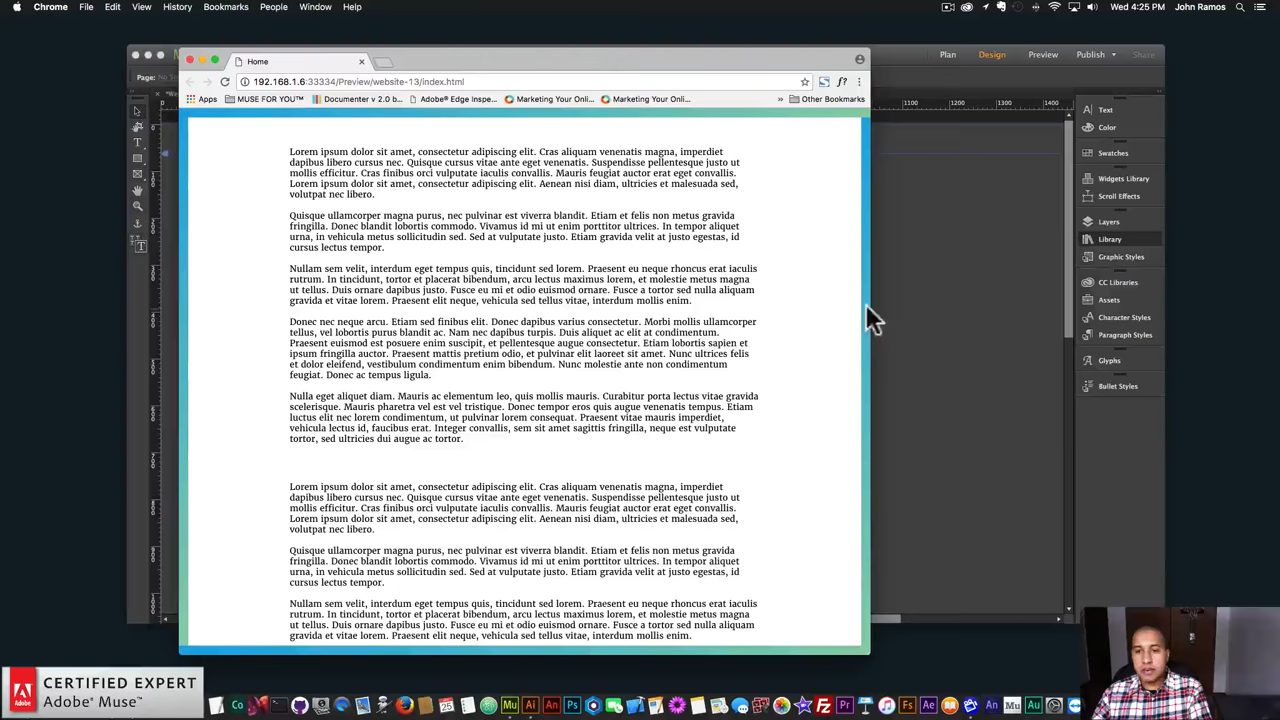 Chrome File Edit View History Bookmarks People Window Help Wed 4:25 PM John Ramos
Plan Design Preview Publish Share
Home
Page:
192.168.1.6:33334/Preview/website-13/index.html
Apps MUSE FOR YOU™ Documenter v 2.0 b... Adobe® Edge Inspe... Marketing Your Onli... Marketing Your Onli... » Other Bookmarks
1100 1200 1300 1400
Text
Color
Swatches
Widgets Library
Scroll Effects
Layers
Library
Graphic Styles
CC Libraries
Assets
Character Styles
Paragraph Styles
Glyphs
Bullet Styles
Lorem ipsum dolor sit amet, consectetur adipiscing elit. Cras aliquam venenatis magna, imperdiet
dapibus libero cursus nec. Quisque cursus vitae ante eget venenatis. Suspendisse pellentesque justo ut
mollis efficitur. Cras finibus orci vulputate iaculis convallis. Mauris feugiat auctor erat eget convallis.
Lorem ipsum dolor sit amet, consectetur adipiscing elit. Aenean nisi diam, ultricies et malesuada sed,
volutpat nec libero.
Quisque ullamcorper magna purus, nec pulvinar est viverra blandit. Etiam et felis non metus gravida
fringilla. Donec blandit lobortis commodo. Vivamus id mi ut enim porttitor ultricies. In tempor aliquet
urna, in vehicula metus sollicitudin sed. Sed at vulputate justo. Etiam gravida velit at justo egestas, id
cursus lectus tempor.
Nullam sem velit, interdum eget tempus quis, tincidunt sed lorem. Praesent eu neque rhoncus erat iaculis
rutrum. In tincidunt, tortor et placerat bibendum, arcu lectus maximus lorem, et molestie metus magna
ut tellus. Duis ornare dapibus justo. Fusce eu mi et odio euismod ornare. Fusce a tortor sed nulla aliquam
gravida et vitae lorem. Praesent elit neque, vehicula sed tellus vitae, interdum mollis enim.
Donec nec neque arcu. Etiam sed finibus elit. Donec dapibus varius consectetur. Morbi mollis ullamcorper
tellus, vel lobortis purus blandit ac. Nam nec dapibus turpis. Duis aliquet ac elit at condimentum.
Praesent euismod est posuere enim suscipit, et pellentesque augue consectetur. Etiam lobortis sapien et
ipsum fringilla auctor. Praesent mattis pretium odio, et pulvinar elit laoreet sit amet. Nunc ultrices felis
et dolor eleifend, vestibulum condimentum enim bibendum. Nunc molestie ante non condimentum
feugiat. Donec ac tempus ligula.
Nulla eget aliquet diam. Mauris ac elementum leo, quis mollis mauris. Curabitur porta lectus vitae gravida
scelerisque. Mauris pharetra vel est vel tristique. Donec tempor eros quis augue venenatis tempus. Etiam
luctus elit nec lorem condimentum, ut pulvinar lorem consequat. Praesent vitae mauris imperdiet,
vehicula lectus id, faucibus erat. Integer convallis, sem sit amet sagittis fringilla, neque est vulputate
tortor, sed ultricies dui augue ac tortor.
Lorem ipsum dolor sit amet, consectetur adipiscing elit. Cras aliquam venenatis magna, imperdiet
dapibus libero cursus nec. Quisque cursus vitae ante eget venenatis. Suspendisse pellentesque justo ut
mollis efficitur. Cras finibus orci vulputate iaculis convallis. Mauris feugiat auctor erat eget convallis.
Lorem ipsum dolor sit amet, consectetur adipiscing elit. Aenean nisi diam, ultricies et malesuada sed,
volutpat nec libero.
Quisque ullamcorper magna purus, nec pulvinar est viverra blandit. Etiam et felis non metus gravida
fringilla. Donec blandit lobortis commodo. Vivamus id mi ut enim porttitor ultricies. In tempor aliquet
urna, in vehicula metus sollicitudin sed. Sed at vulputate justo. Etiam gravida velit at justo egestas, id
cursus lectus tempor.
Nullam sem velit, interdum eget tempus quis, tincidunt sed lorem. Praesent eu neque rhoncus erat iaculis
rutrum. In tincidunt, tortor et placerat bibendum, arcu lectus maximus lorem, et molestie metus magna
ut tellus. Duis ornare dapibus justo. Fusce eu mi et odio euismod ornare. Fusce a tortor sed nulla aliquam
gravida et vitae lorem. Praesent elit neque, vehicula sed tellus vitae, interdum mollis enim.
CERTIFIED EXPERT
Adobe® Muse™
Co Mu Ai An Ps Fz Pr Fs Ae An Mu Au